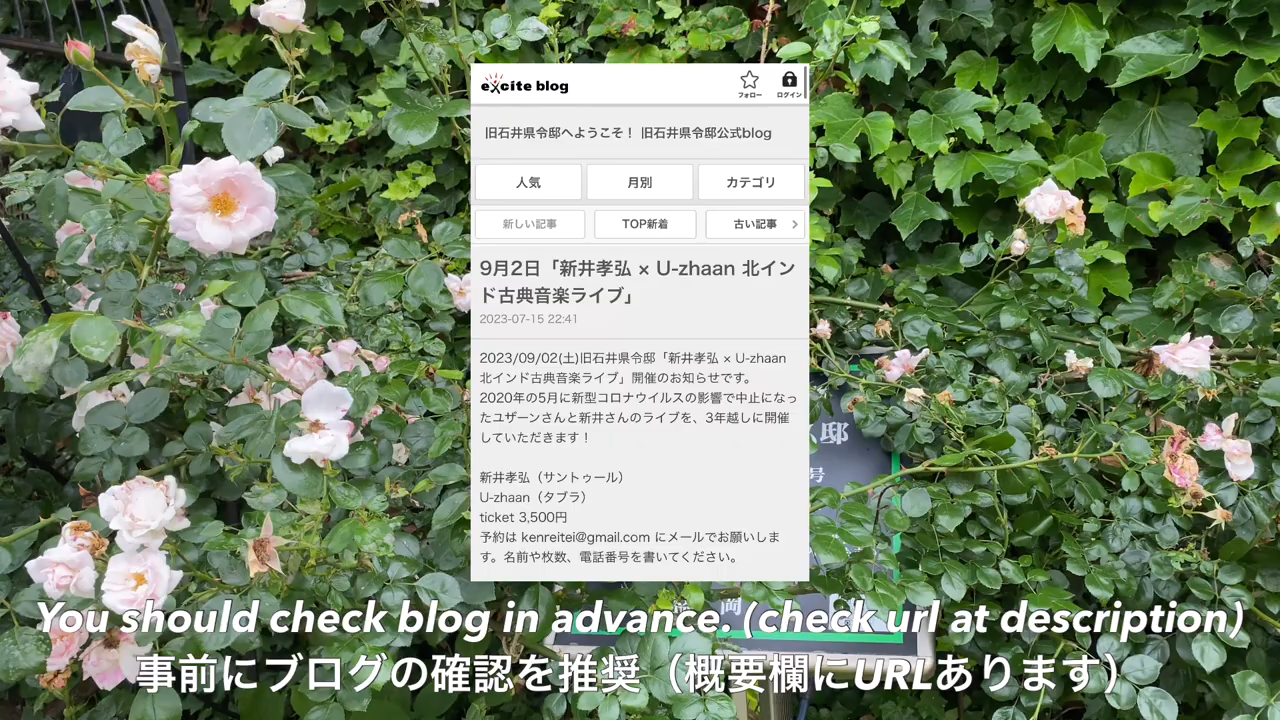 excite blog
フォロー
ログイン
旧石井県令邸へようこそ！ 旧石井県令邸公式blog
人気
月別
カテゴリ
新しい記事
TOP新着
古い記事
9月2日「新井孝弘 × U-zhaan 北イン
ド古典音楽ライブ」
2023-07-15 22:41
2023/09/02(土)旧石井県令邸「新井孝弘 × U-zhaan
北インド古典音楽ライブ」開催のお知らせです。
2020年の5月に新型コロナウイルスの影響で中止になっ
たユザーンさんと新井さんのライブを、3年越しに開催
していただきます！
新井孝弘（サントゥール）
U-zhaan（タブラ）
ticket 3,500円
予約は kenreitei@gmail.com にメールでお願いしま
す。名前や枚数、電話番号を書いてください。
邸
号
岡
You should check blog in advance. (check url at description)
事前にブログの確認を推奨（概要欄にURLあります）